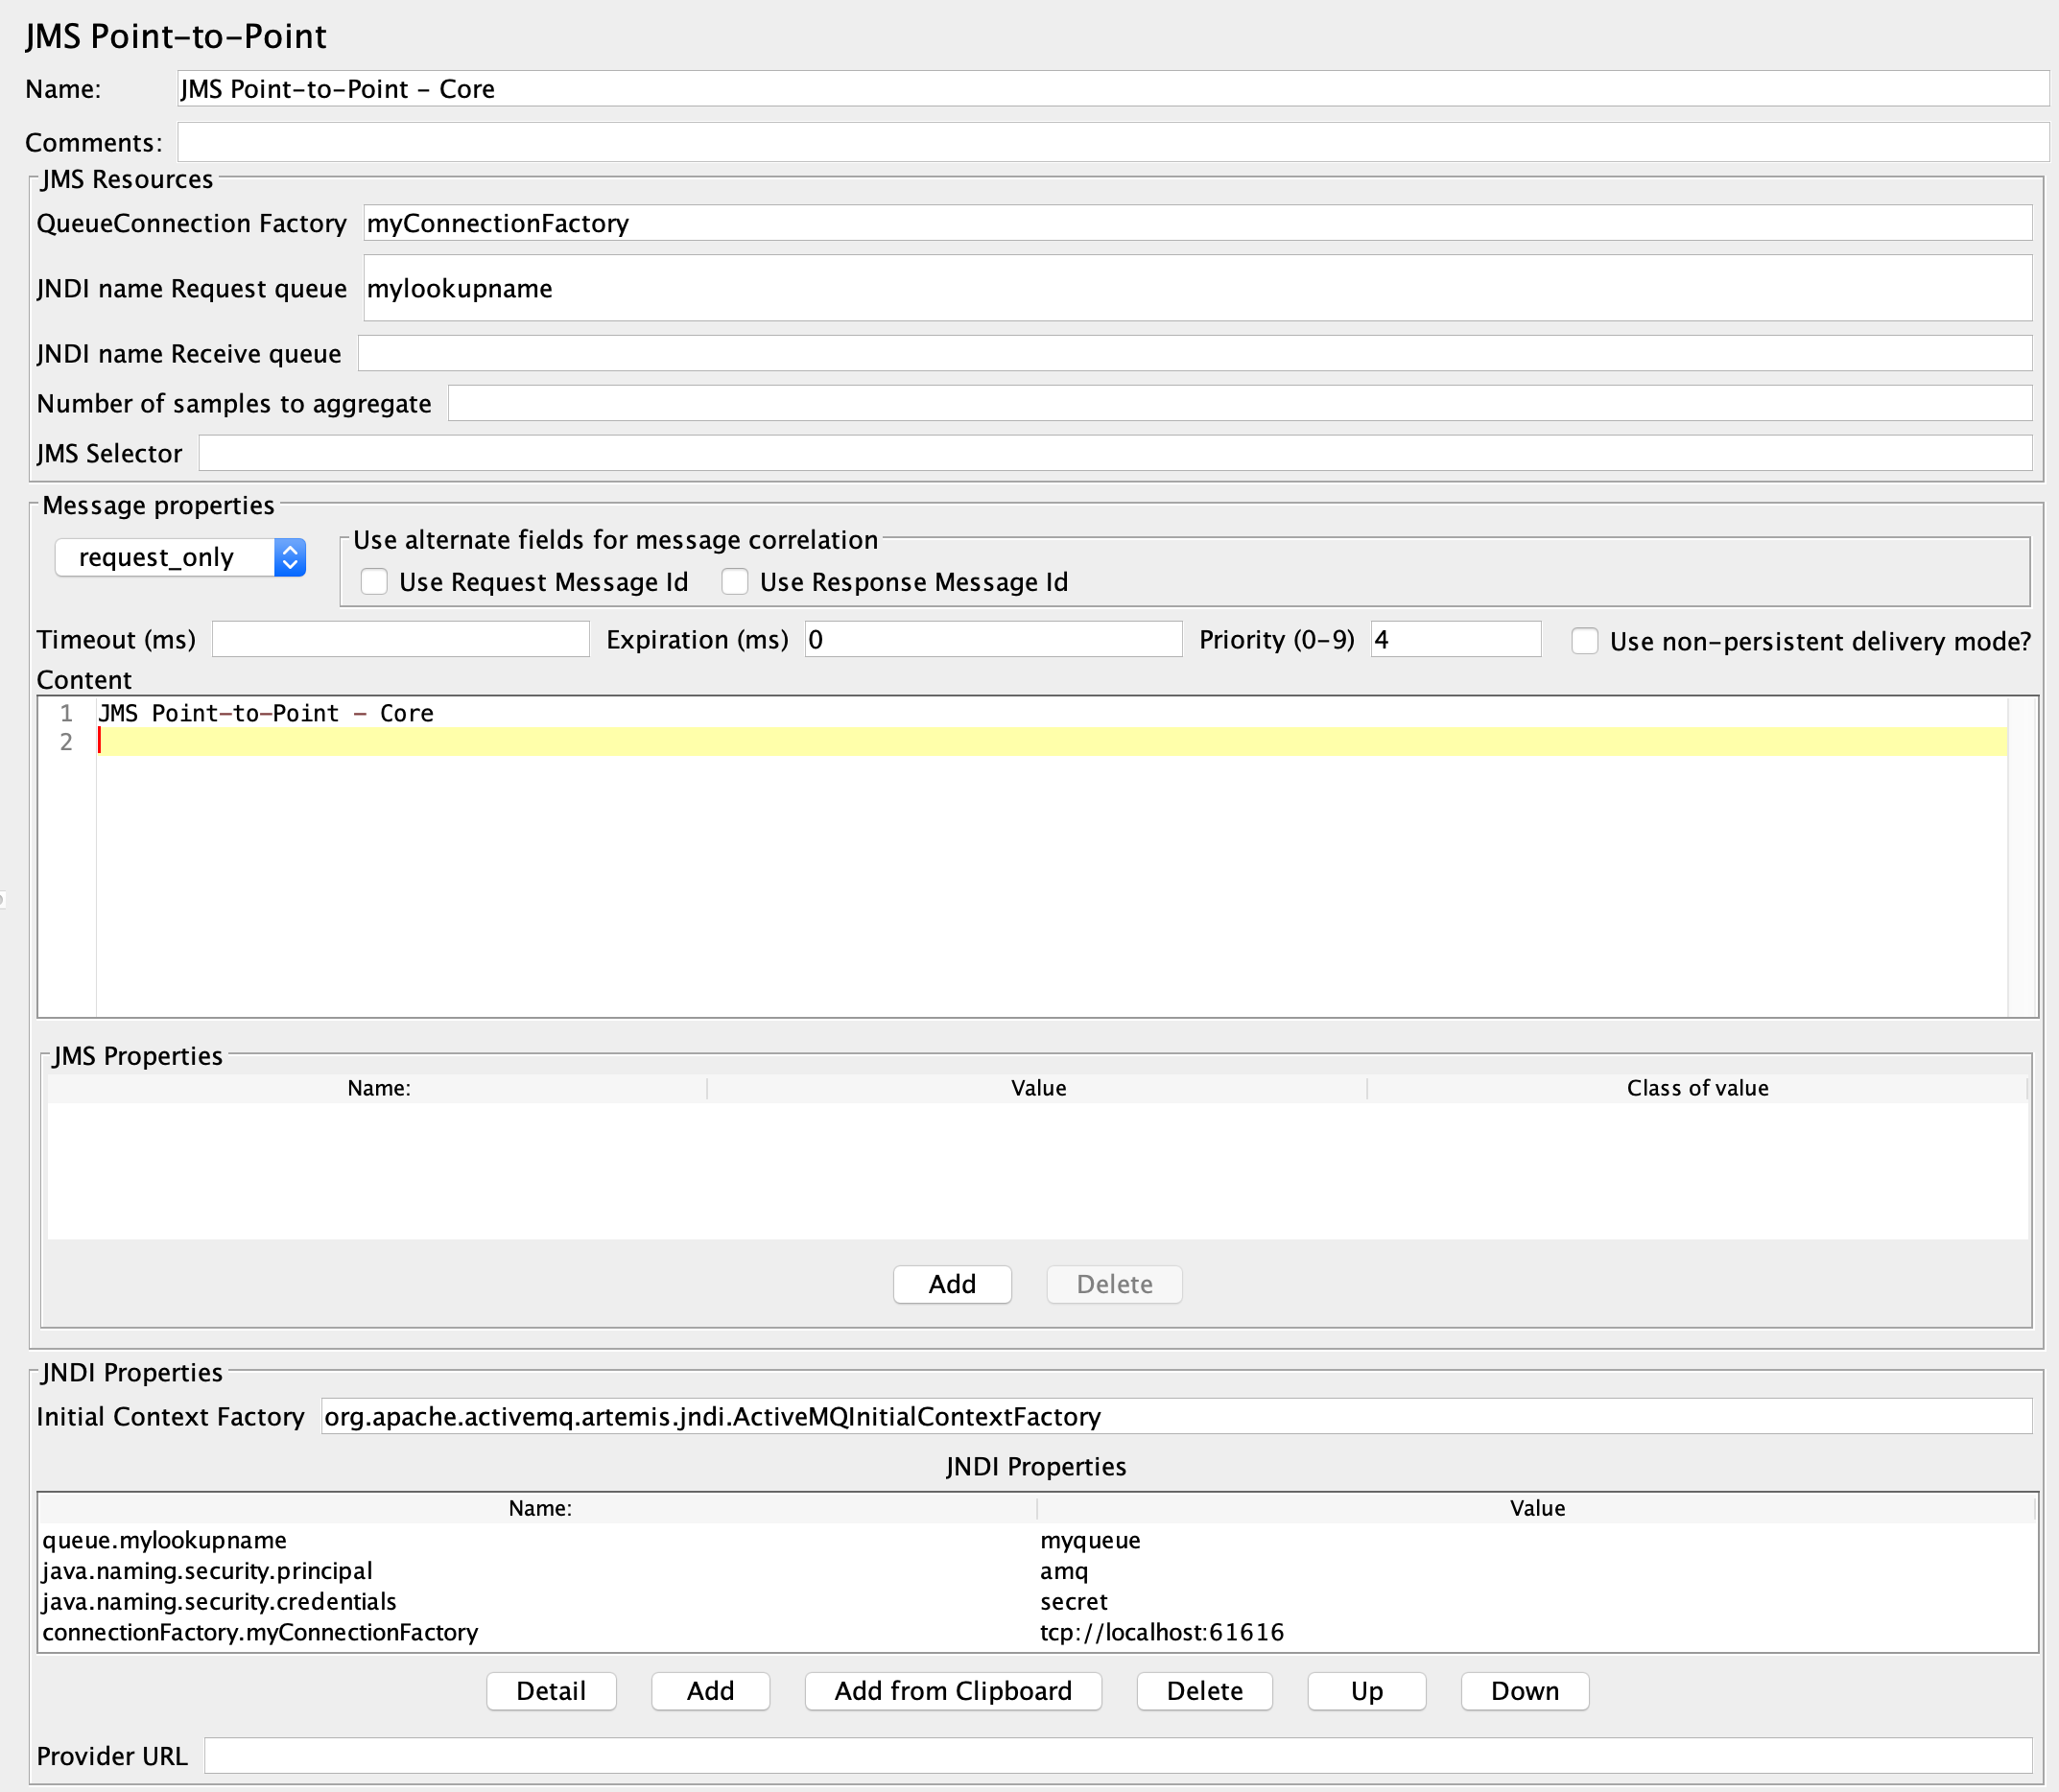 JMS Point-to-Point
Name: JMS Point-to-Point - Core
Comments:
JMS Resources
QueueConnection Factory myConnectionFactory
JNDI name Request queue mylookupname
JNDI name Receive queue
Number of samples to aggregate
JMS Selector
Message properties
request_only
Use alternate fields for message correlation
Use Request Message Id Use Response Message Id
Timeout (ms) Expiration (ms) 0 Priority (0-9) 4 Use non-persistent delivery mode?
Content
1 JMS Point-to-Point - Core
2
JMS Properties
Name: Value Class of value
Add Delete
JNDI Properties
Initial Context Factory org.apache.activemq.artemis.jndi.ActiveMQInitialContextFactory
JNDI Properties
Name: Value
queue.mylookupname myqueue
java.naming.security.principal amq
java.naming.security.credentials secret
connectionFactory.myConnectionFactory tcp://localhost:61616
Detail Add Add from Clipboard Delete Up Down
Provider URL